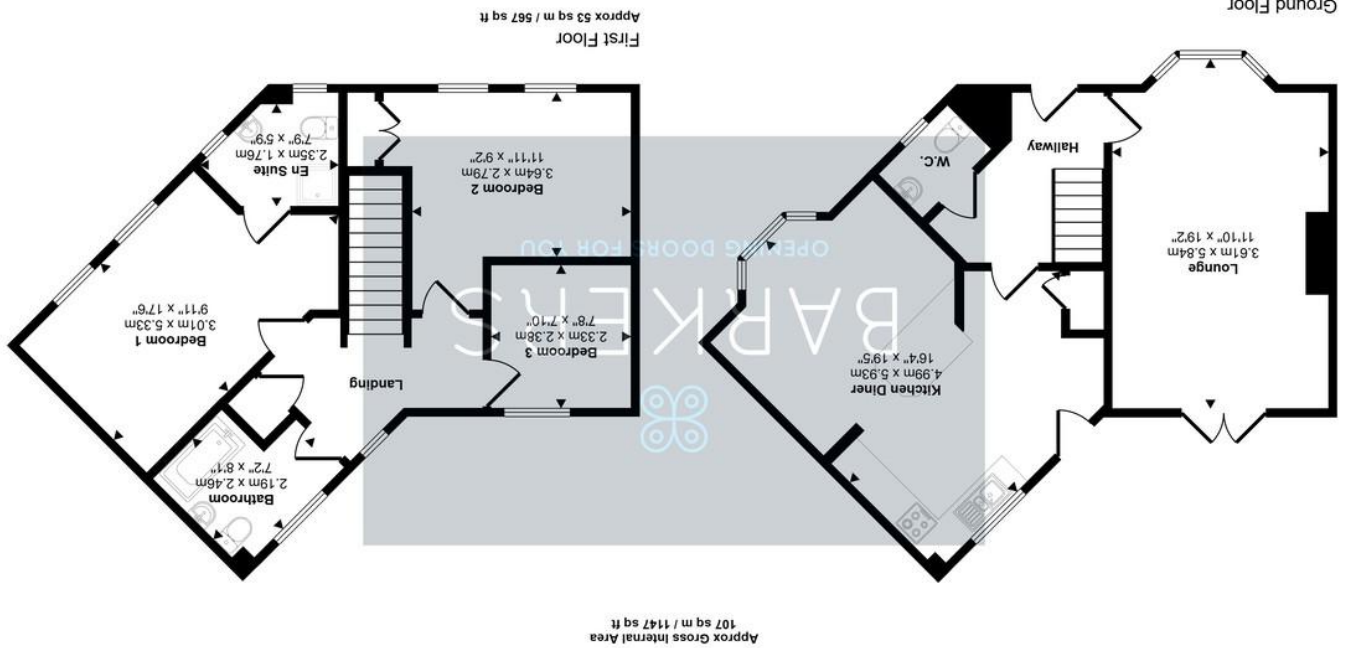 Approx Gross Internal Area
107 sq m / 1147 sq ft
Bathroom
2.19m x 2.46m
7'2" x 8'1"
Landing
Bedroom 3
2.33m x 2.38m
7'8" x 7'10"
Bedroom 1
3.01m x 5.33m
9'11" x 17'6"
Bedroom 2
3.64m x 2.79m
11'11" x 9'2"
En Suite
2.35m x 1.76m
7'9" x 5'9"
Kitchen Diner
4.99m x 5.93m
16'4" x 19'5"
Lounge
3.61m x 5.84m
11'10" x 19'2"
W.C.
Hallway
BARKERS
OPENING DOORS FOR YOU
Ground Floor
First Floor
Approx 53 sq m / 567 sq ft